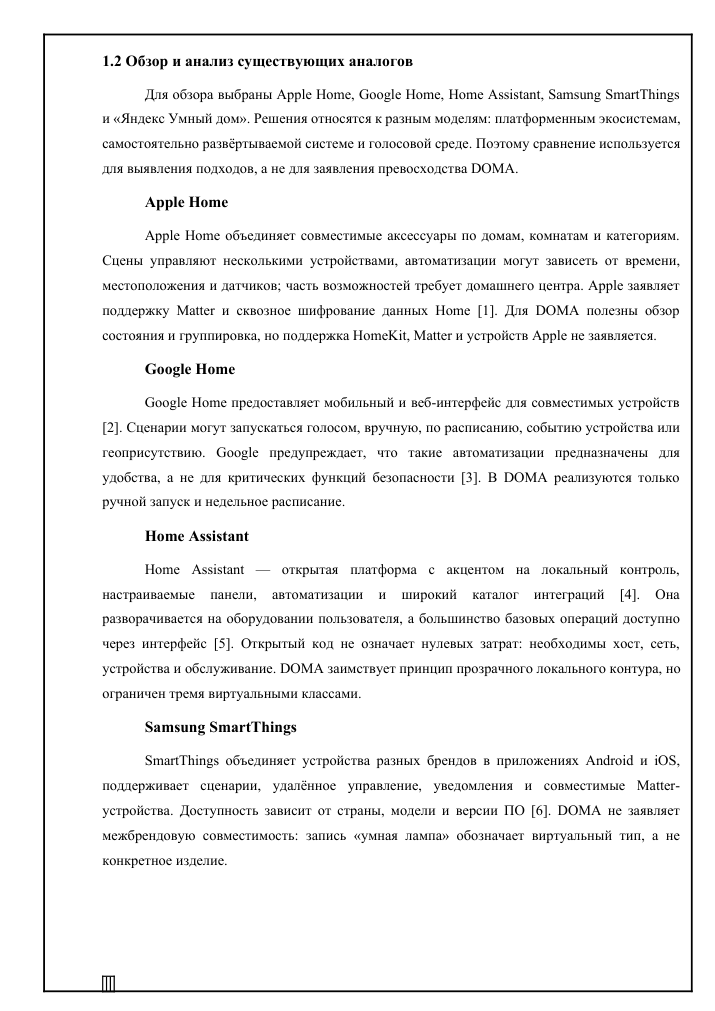 1.2 Обзор и анализ существующих аналогов
Для обзора выбраны Apple Home, Google Home, Home Assistant, Samsung SmartThings
и «Яндекс Умный дом». Решения относятся к разным моделям: платформенным экосистемам,
самостоятельно развёртываемой системе и голосовой среде. Поэтому сравнение используется
для выявления подходов, а не для заявления превосходства DOMA.
Apple Home
Apple Home объединяет совместимые аксессуары по домам, комнатам и категориям.
Сцены управляют несколькими устройствами, автоматизации могут зависеть от времени,
местоположения и датчиков; часть возможностей требует домашнего центра. Apple заявляет
поддержку Matter и сквозное шифрование данных Home [1]. Для DOMA полезны обзор
состояния и группировка, но поддержка HomeKit, Matter и устройств Apple не заявляется.
Google Home
Google Home предоставляет мобильный и веб-интерфейс для совместимых устройств
[2]. Сценарии могут запускаться голосом, вручную, по расписанию, событию устройства или
геоприсутствию. Google предупреждает, что такие автоматизации предназначены для
удобства, а не для критических функций безопасности [3]. В DOMA реализуются только
ручной запуск и недельное расписание.
Home Assistant
Home Assistant — открытая платформа с акцентом на локальный контроль,
настраиваемые панели, автоматизации и широкий каталог интеграций [4]. Она
разворачивается на оборудовании пользователя, а большинство базовых операций доступно
через интерфейс [5]. Открытый код не означает нулевых затрат: необходимы хост, сеть,
устройства и обслуживание. DOMA заимствует принцип прозрачного локального контура, но
ограничен тремя виртуальными классами.
Samsung SmartThings
SmartThings объединяет устройства разных брендов в приложениях Android и iOS,
поддерживает сценарии, удалённое управление, уведомления и совместимые Matter-
устройства. Доступность зависит от страны, модели и версии ПО [6]. DOMA не заявляет
межбрендовую совместимость: запись «умная лампа» обозначает виртуальный тип, а не
конкретное изделие.